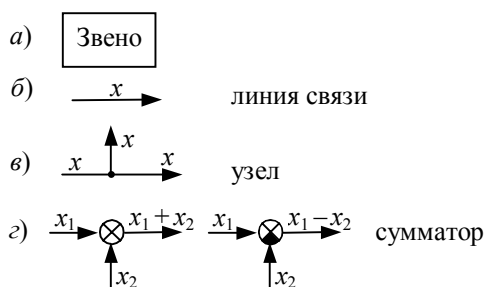 а) Звено
б) x линия связи
x
в) x x узел
г) x₁ x₁+x₂ x₁ x₁−x₂ сумматор
x₂ x₂